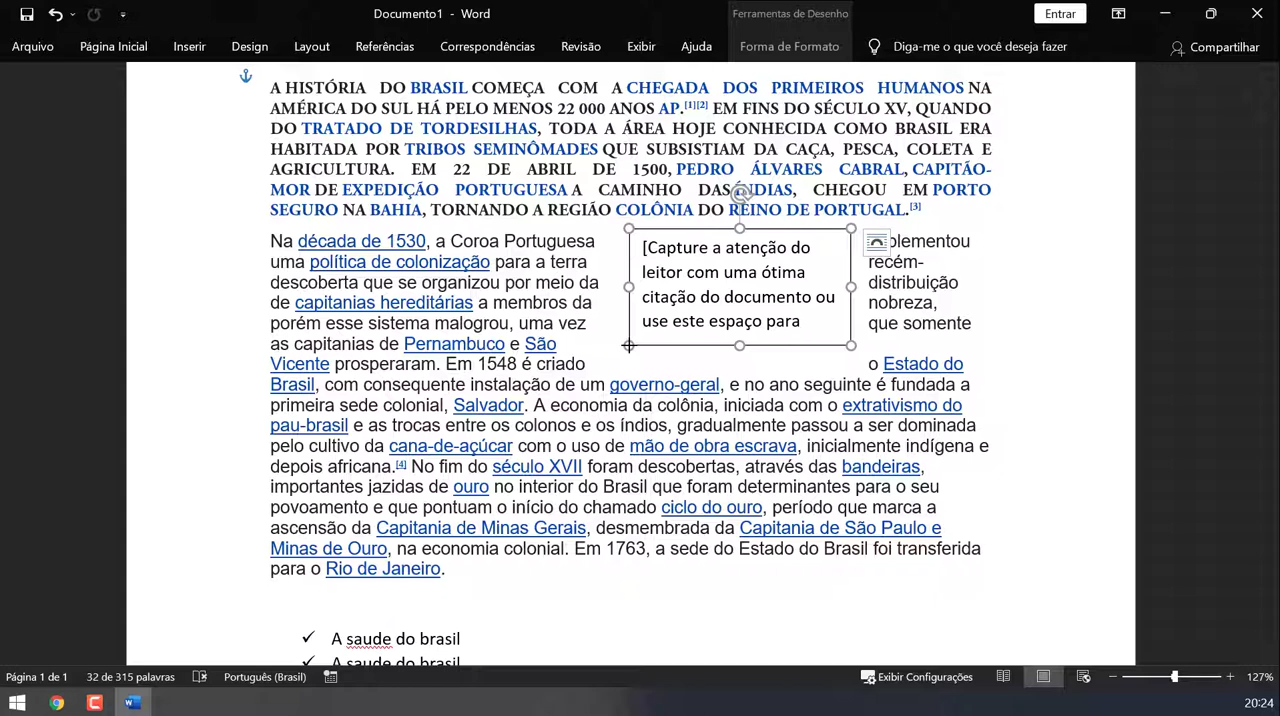 Documento1 - Word
Ferramentas de Desenho
Entrar
Arquivo Página Inicial Inserir Design Layout Referências Correspondências Revisão Exibir Ajuda Forma de Formato Diga-me o que você deseja fazer Compartilhar
A HISTÓRIA DO BRASIL COMEÇA COM A CHEGADA DOS PRIMEIROS HUMANOS NA
AMÉRICA DO SUL HÁ PELO MENOS 22 000 ANOS AP.[1][2] EM FINS DO SÉCULO XV, QUANDO
DO TRATADO DE TORDESILHAS, TODA A ÁREA HOJE CONHECIDA COMO BRASIL ERA
HABITADA POR TRIBOS SEMINÔMADES QUE SUBSISTIAM DA CAÇA, PESCA, COLETA E
AGRICULTURA. EM 22 DE ABRIL DE 1500, PEDRO ÁLVARES CABRAL, CAPITÃO-
MOR DE EXPEDIÇÃO PORTUGUESA A CAMINHO DAS ÍNDIAS, CHEGOU EM PORTO
SEGURO NA BAHIA, TORNANDO A REGIÃO COLÔNIA DO REINO DE PORTUGAL.[3]
Na década de 1530, a Coroa Portuguesa plementou
uma política de colonização para a terra recém-
descoberta que se organizou por meio da distribuição
de capitanias hereditárias a membros da nobreza,
porém esse sistema malogrou, uma vez que somente
as capitanias de Pernambuco e São
Vicente prosperaram. Em 1548 é criado o Estado do
Brasil, com consequente instalação de um governo-geral, e no ano seguinte é fundada a
primeira sede colonial, Salvador. A economia da colônia, iniciada com o extrativismo do
pau-brasil e as trocas entre os colonos e os índios, gradualmente passou a ser dominada
pelo cultivo da cana-de-açúcar com o uso de mão de obra escrava, inicialmente indígena e
depois africana.[4] No fim do século XVII foram descobertas, através das bandeiras,
importantes jazidas de ouro no interior do Brasil que foram determinantes para o seu
povoamento e que pontuam o início do chamado ciclo do ouro, período que marca a
ascensão da Capitania de Minas Gerais, desmembrada da Capitania de São Paulo e
Minas de Ouro, na economia colonial. Em 1763, a sede do Estado do Brasil foi transferida
para o Rio de Janeiro.
[Capture a atenção do
leitor com uma ótima
citação do documento ou
use este espaço para
✓ A saude do brasil
✓ A saude do brasil
Página 1 de 1 32 de 315 palavras Português (Brasil) Exibir Configurações 127%
20:24